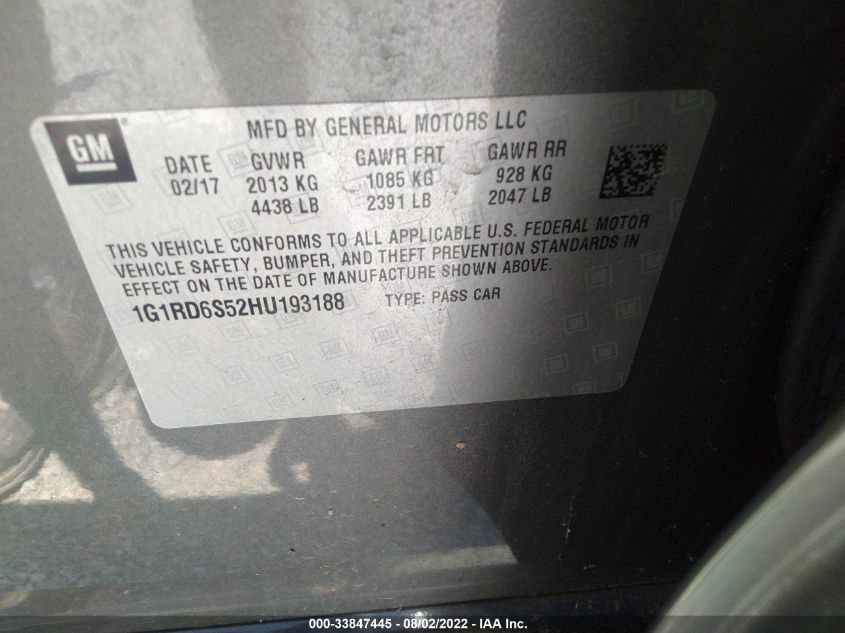 GM
MFD BY GENERAL MOTORS LLC
DATE GVWR GAWR FRT GAWR RR
02/17 2013 KG 1085 KG 928 KG
4438 LB 2391 LB 2047 LB
THIS VEHICLE CONFORMS TO ALL APPLICABLE U.S. FEDERAL MOTOR
VEHICLE SAFETY, BUMPER, AND THEFT PREVENTION STANDARDS IN
EFFECT ON THE DATE OF MANUFACTURE SHOWN ABOVE.
1G1RD6S52HU193188 TYPE: PASS CAR
000-33847445 - 08/02/2022 - IAA Inc.